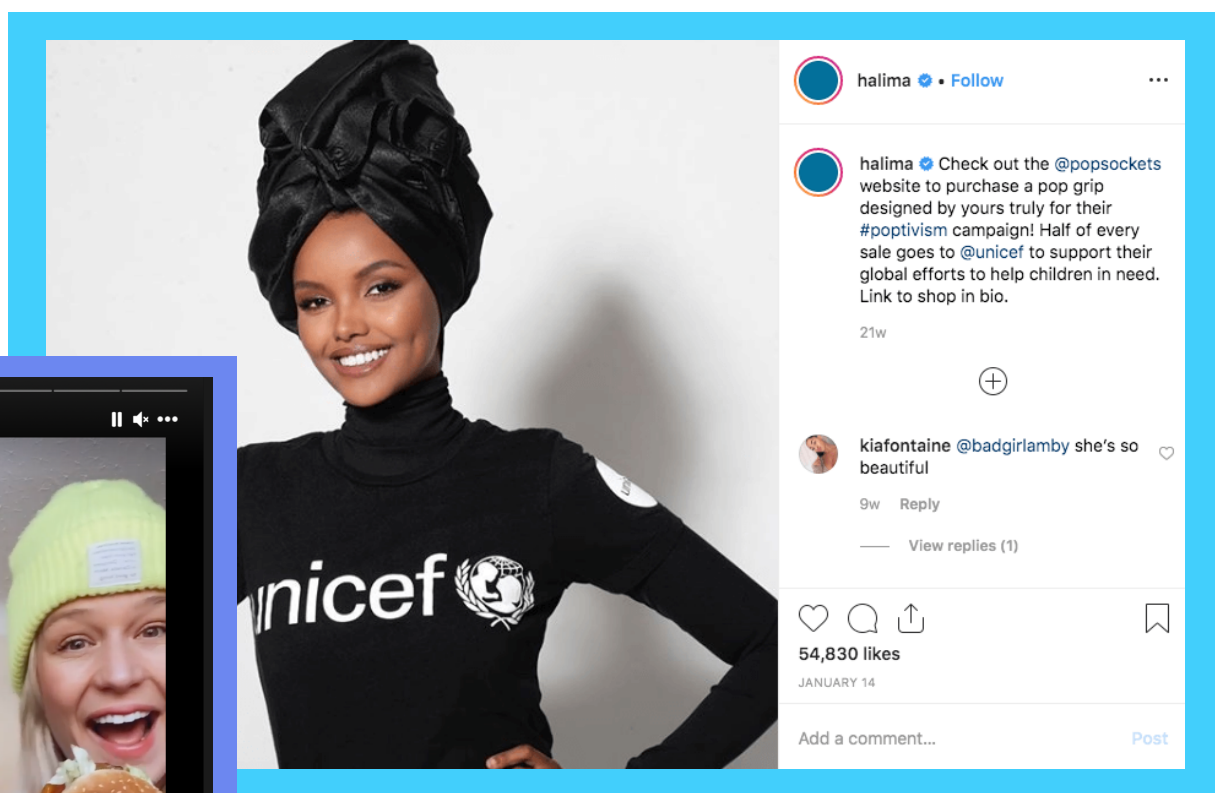 halima • Follow
halima Check out the @popsockets
website to purchase a pop grip
designed by yours truly for their
#poptivism campaign! Half of every
sale goes to @unicef to support their
global efforts to help children in need.
Link to shop in bio.
21w
kiafontaine @badgirlamby she's so
beautiful
9w Reply
View replies (1)
54,830 likes
JANUARY 14
Add a comment... Post
unicef